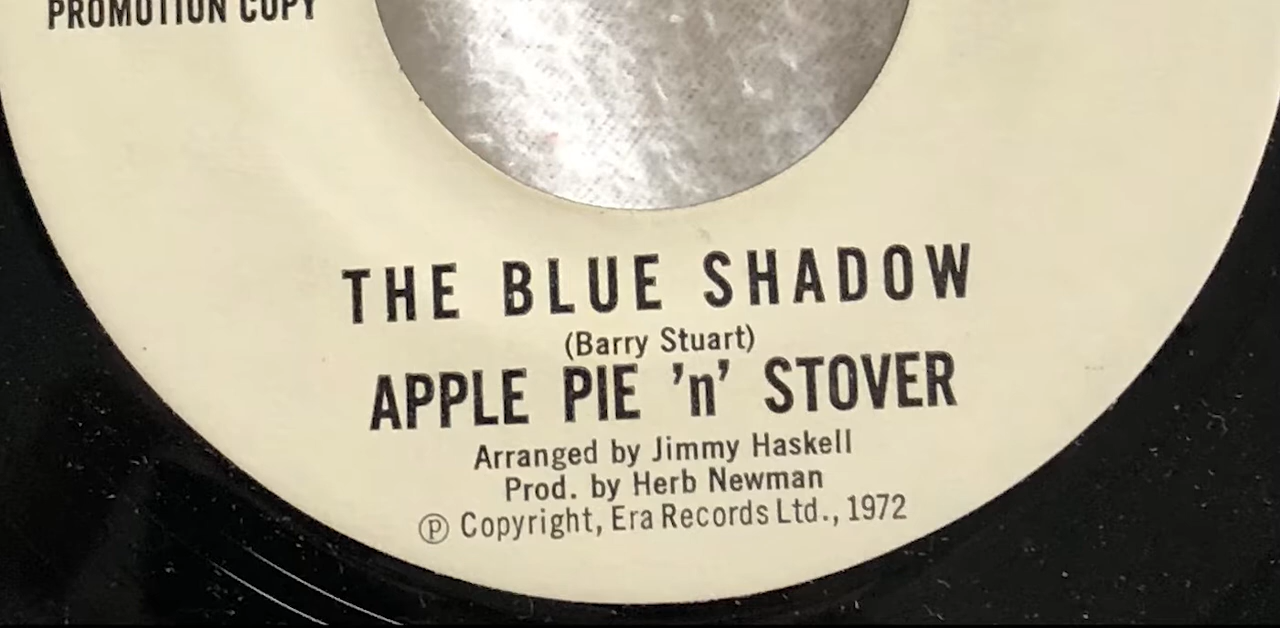 PROMOTION COPY
THE BLUE SHADOW
(Barry Stuart)
APPLE PIE 'n' STOVER
Arranged by Jimmy Haskell
Prod. by Herb Newman
Ⓟ Copyright, Era Records Ltd., 1972